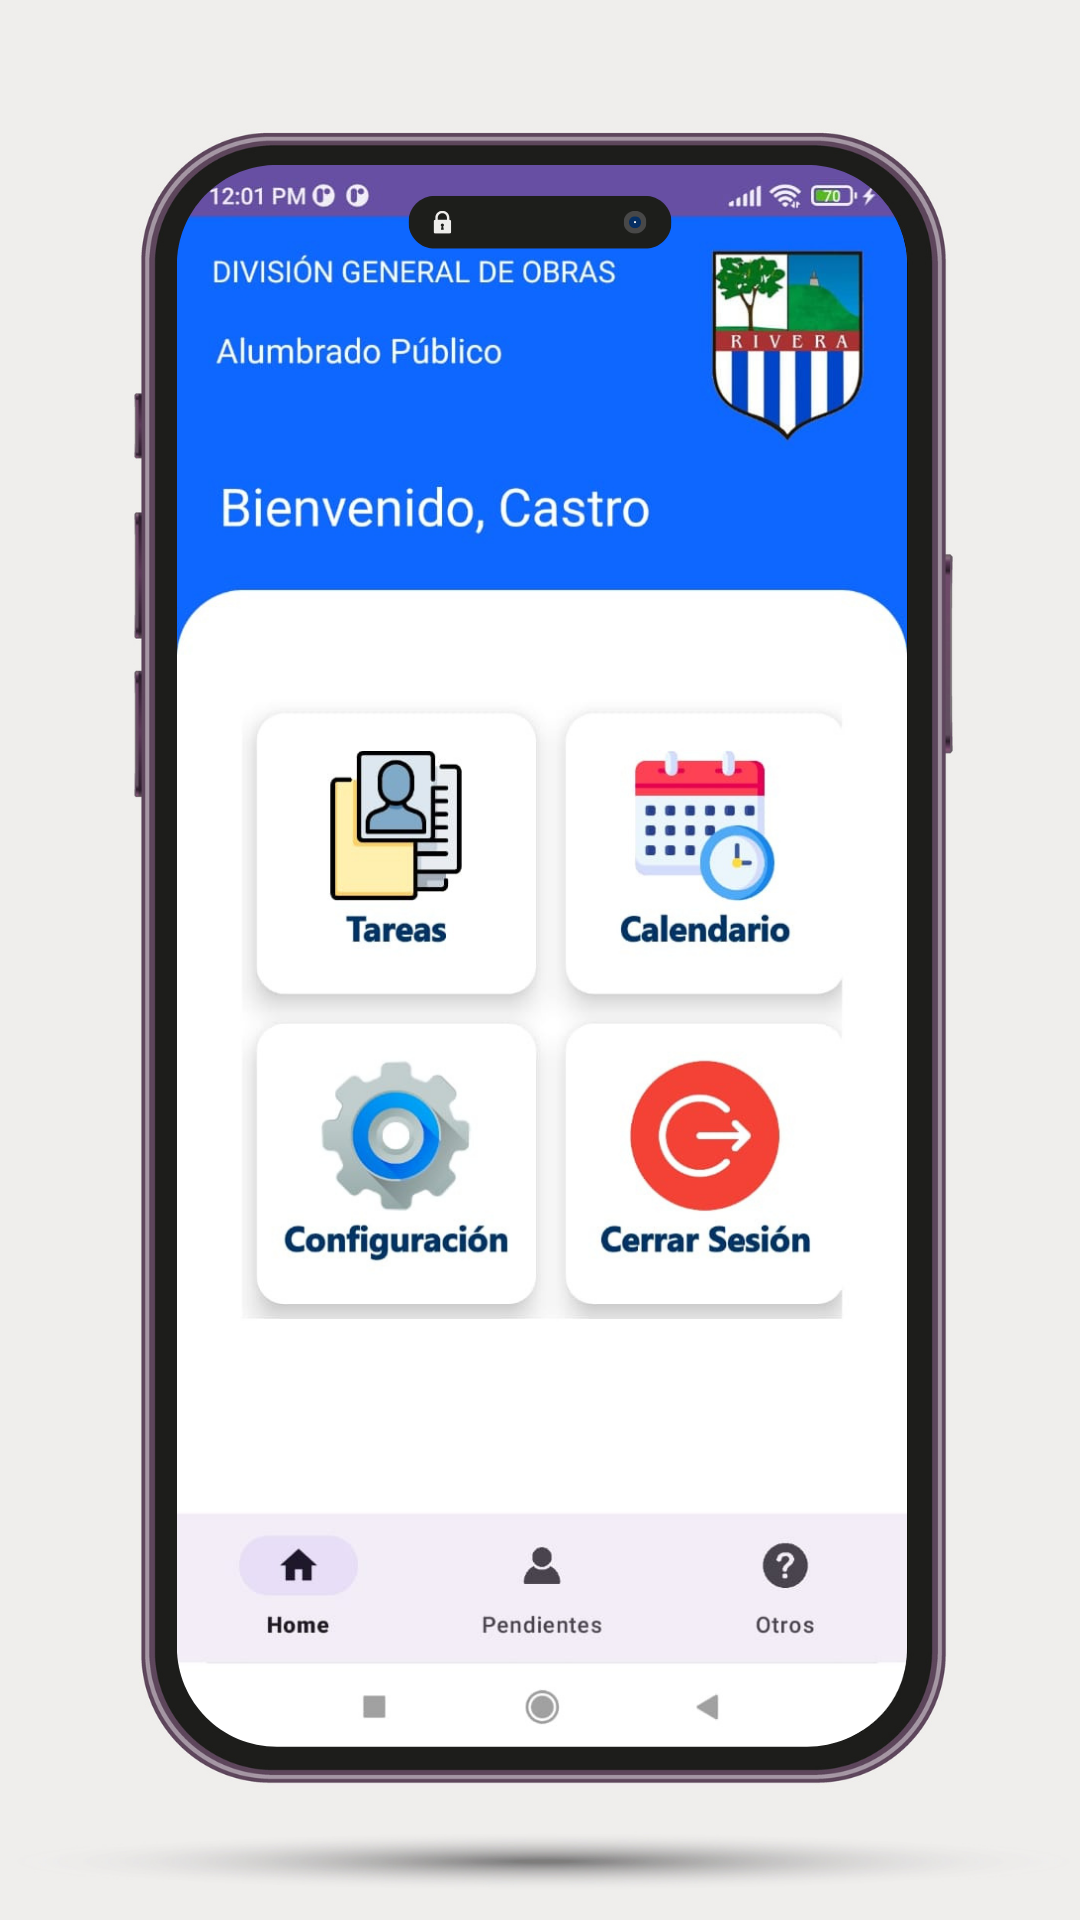 12:01 PM
70
DIVISIÓN GENERAL DE OBRAS
Alumbrado Público
RIVERA
Bienvenido, Castro
Tareas
Calendario
Configuración
Cerrar Sesión
Home
Pendientes
Otros